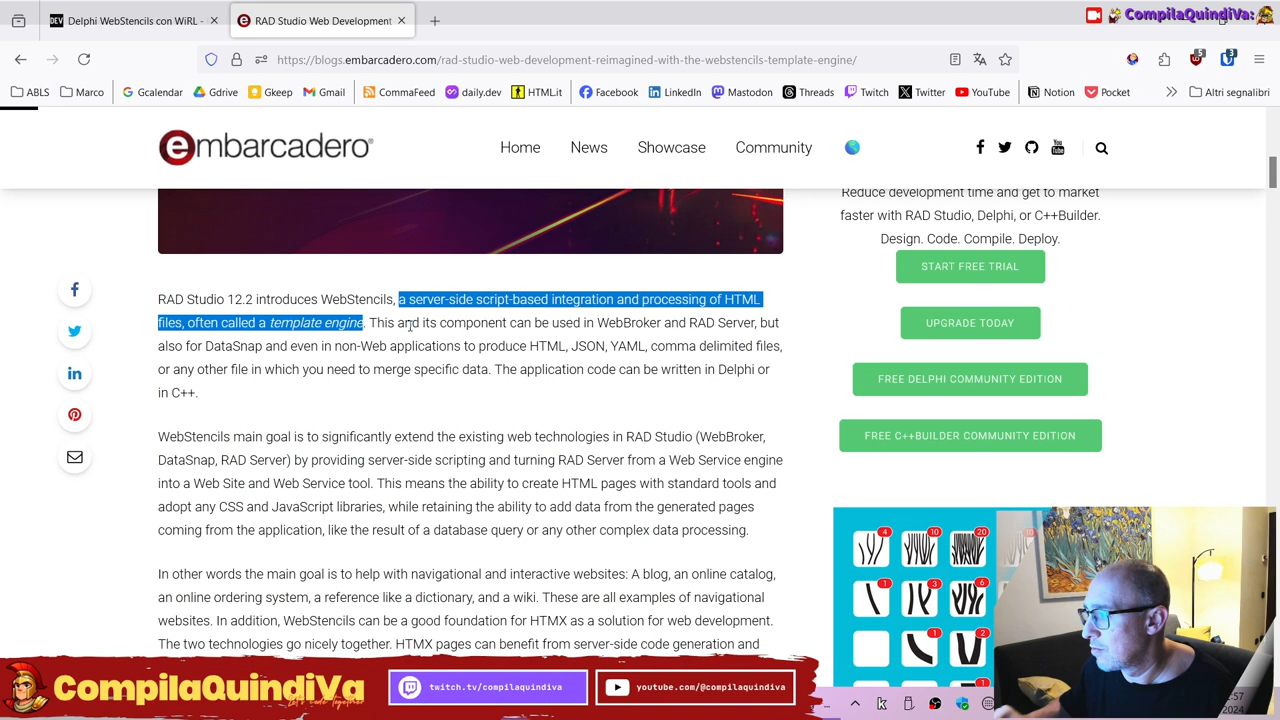 Delphi WebStencils con WiRL -
RAD Studio Web Development
CompilaQuindiVa:
https://blogs.embarcadero.com/rad-studio-web-development-reimagined-with-the-webstencils-template-engine/
ABLS
Marco
Gcalendar
Gdrive
Gkeep
Gmail
CommaFeed
daily.dev
HTML.it
Facebook
LinkedIn
Mastodon
Threads
Twitch
Twitter
YouTube
Notion
Pocket
Altri segnalibri
embarcadero
Home
News
Showcase
Community
Reduce development time and get to market
faster with RAD Studio, Delphi, or C++Builder.
Design. Code. Compile. Deploy.
START FREE TRIAL
UPGRADE TODAY
FREE DELPHI COMMUNITY EDITION
FREE C++BUILDER COMMUNITY EDITION
RAD Studio 12.2 introduces WebStencils, a server-side script-based integration and processing of HTML
files, often called a template engine. This and its component can be used in WebBroker and RAD Server, but
also for DataSnap and even in non-Web applications to produce HTML, JSON, YAML, comma delimited files,
or any other file in which you need to merge specific data. The application code can be written in Delphi or
in C++.
WebStencils main goal is to significantly extend the existing web technologies in RAD Studio (WebBroker,
DataSnap, RAD Server) by providing server-side scripting and turning RAD Server from a Web Service engine
into a Web Site and Web Service tool. This means the ability to create HTML pages with standard tools and
adopt any CSS and JavaScript libraries, while retaining the ability to add data from the generated pages
coming from the application, like the result of a database query or any other complex data processing.
In other words the main goal is to help with navigational and interactive websites: A blog, an online catalog,
an online ordering system, a reference like a dictionary, and a wiki. These are all examples of navigational
websites. In addition, WebStencils can be a good foundation for HTMX as a solution for web development.
The two technologies go nicely together. HTMX pages can benefit from server-side code generation and
4
10
20
1
3
6
1
2
CompilaQuindiVa
Let's Code Together
twitch.tv/compilaquindiva
youtube.com/@compilaquindiva